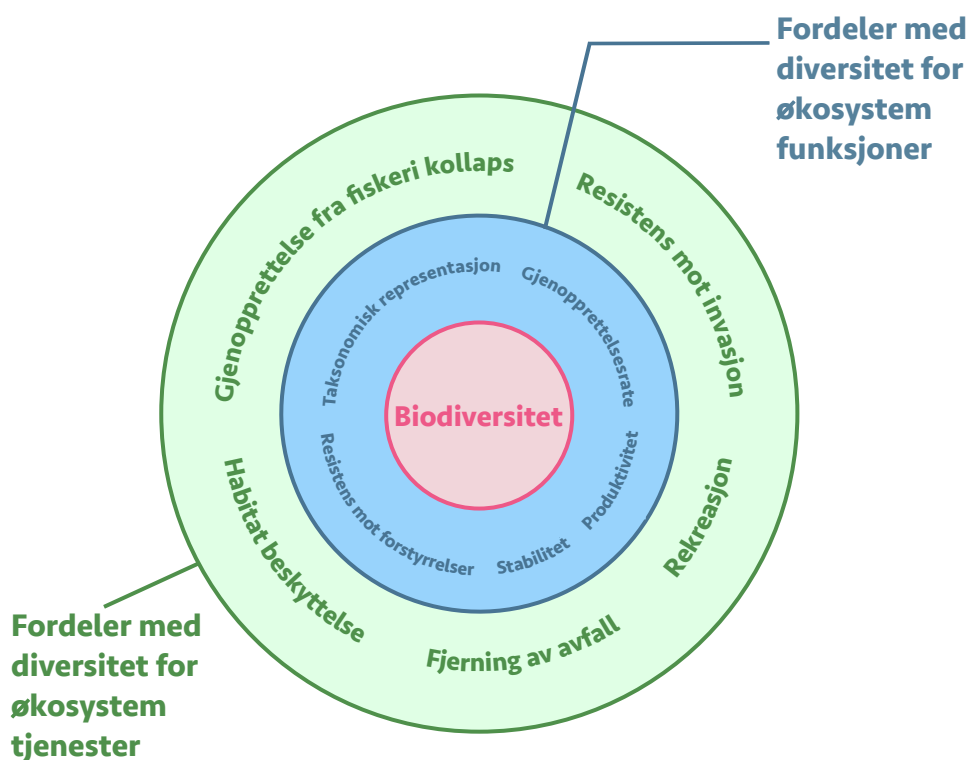 Fordeler med
diversitet for
økosystem
funksjoner
Gjenopprettelse fra fiskeri kollaps
Resistens mot invasjon
Taksonomisk representasjon
Gjenopprettelsesrate
Biodiversitet
Resistens mot forstyrrelser
Stabilitet
Produktivitet
Habitat beskyttelse
Fjerning av avfall
Rekreasjon
Fordeler med
diversitet for
økosystem
tjenester